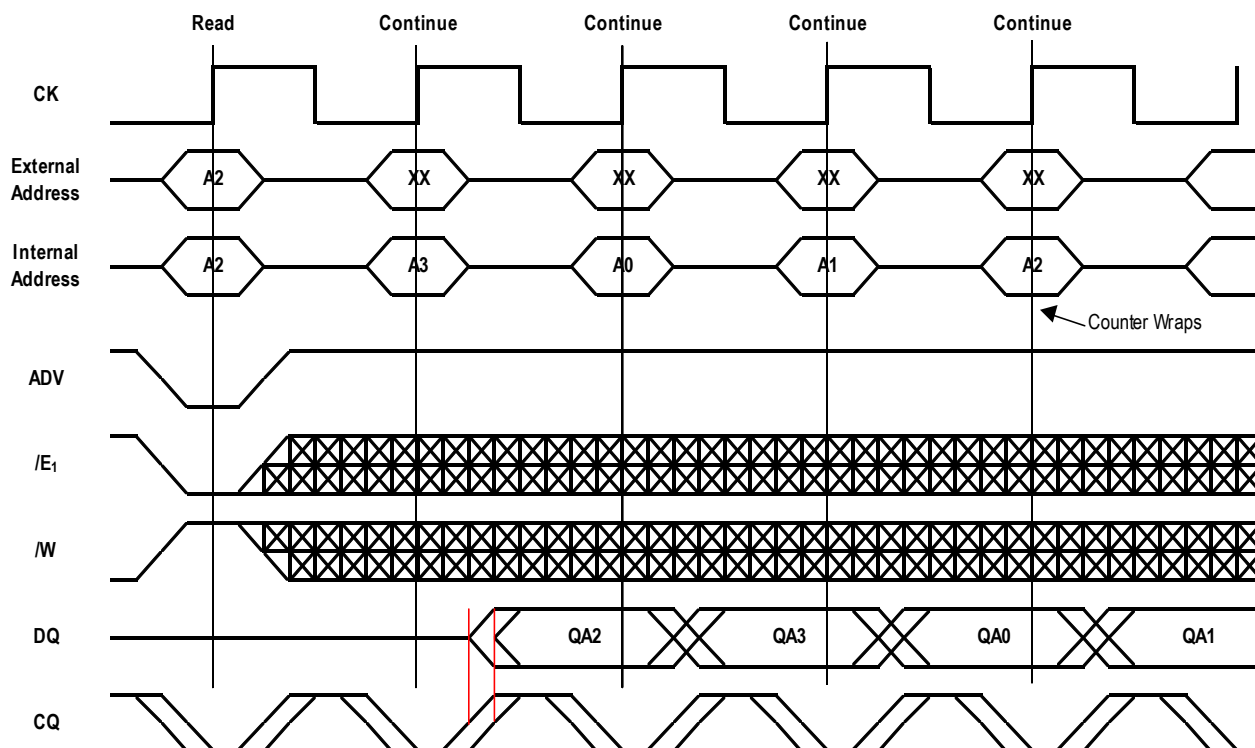 Read Continue Continue Continue Continue
CK
External
Address
A2 XX XX XX XX
Internal
Address
A2 A3 A0 A1 A2
Counter Wraps
ADV
/E1
/W
DQ QA2 QA3 QA0 QA1
CQ